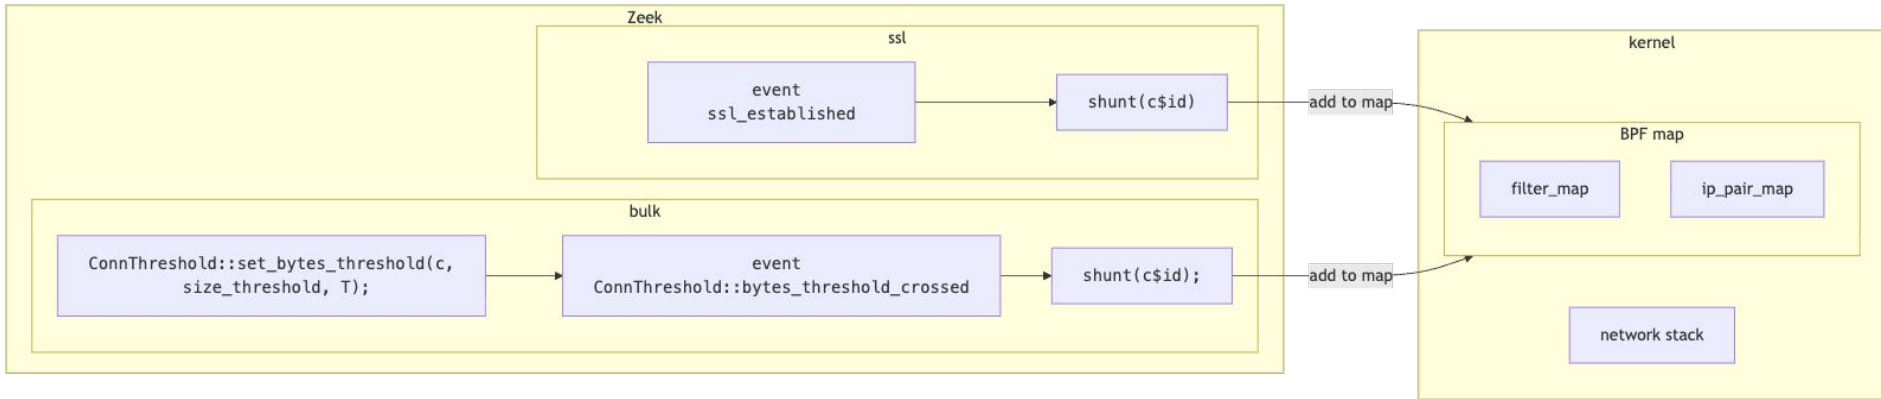 Zeek
ssl
event
ssl_established
shunt(c$id)
add to map
bulk
ConnThreshold::set_bytes_threshold(c,
size_threshold, T);
event
ConnThreshold::bytes_threshold_crossed
shunt(c$id);
add to map
kernel
BPF map
filter_map
ip_pair_map
network stack